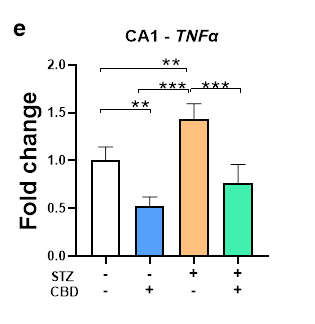 e
CA1 - TNFα
Fold change
2.0
1.5
1.0
0.5
0.0
**
*** ***
**
STZ - - + +
CBD - + - +